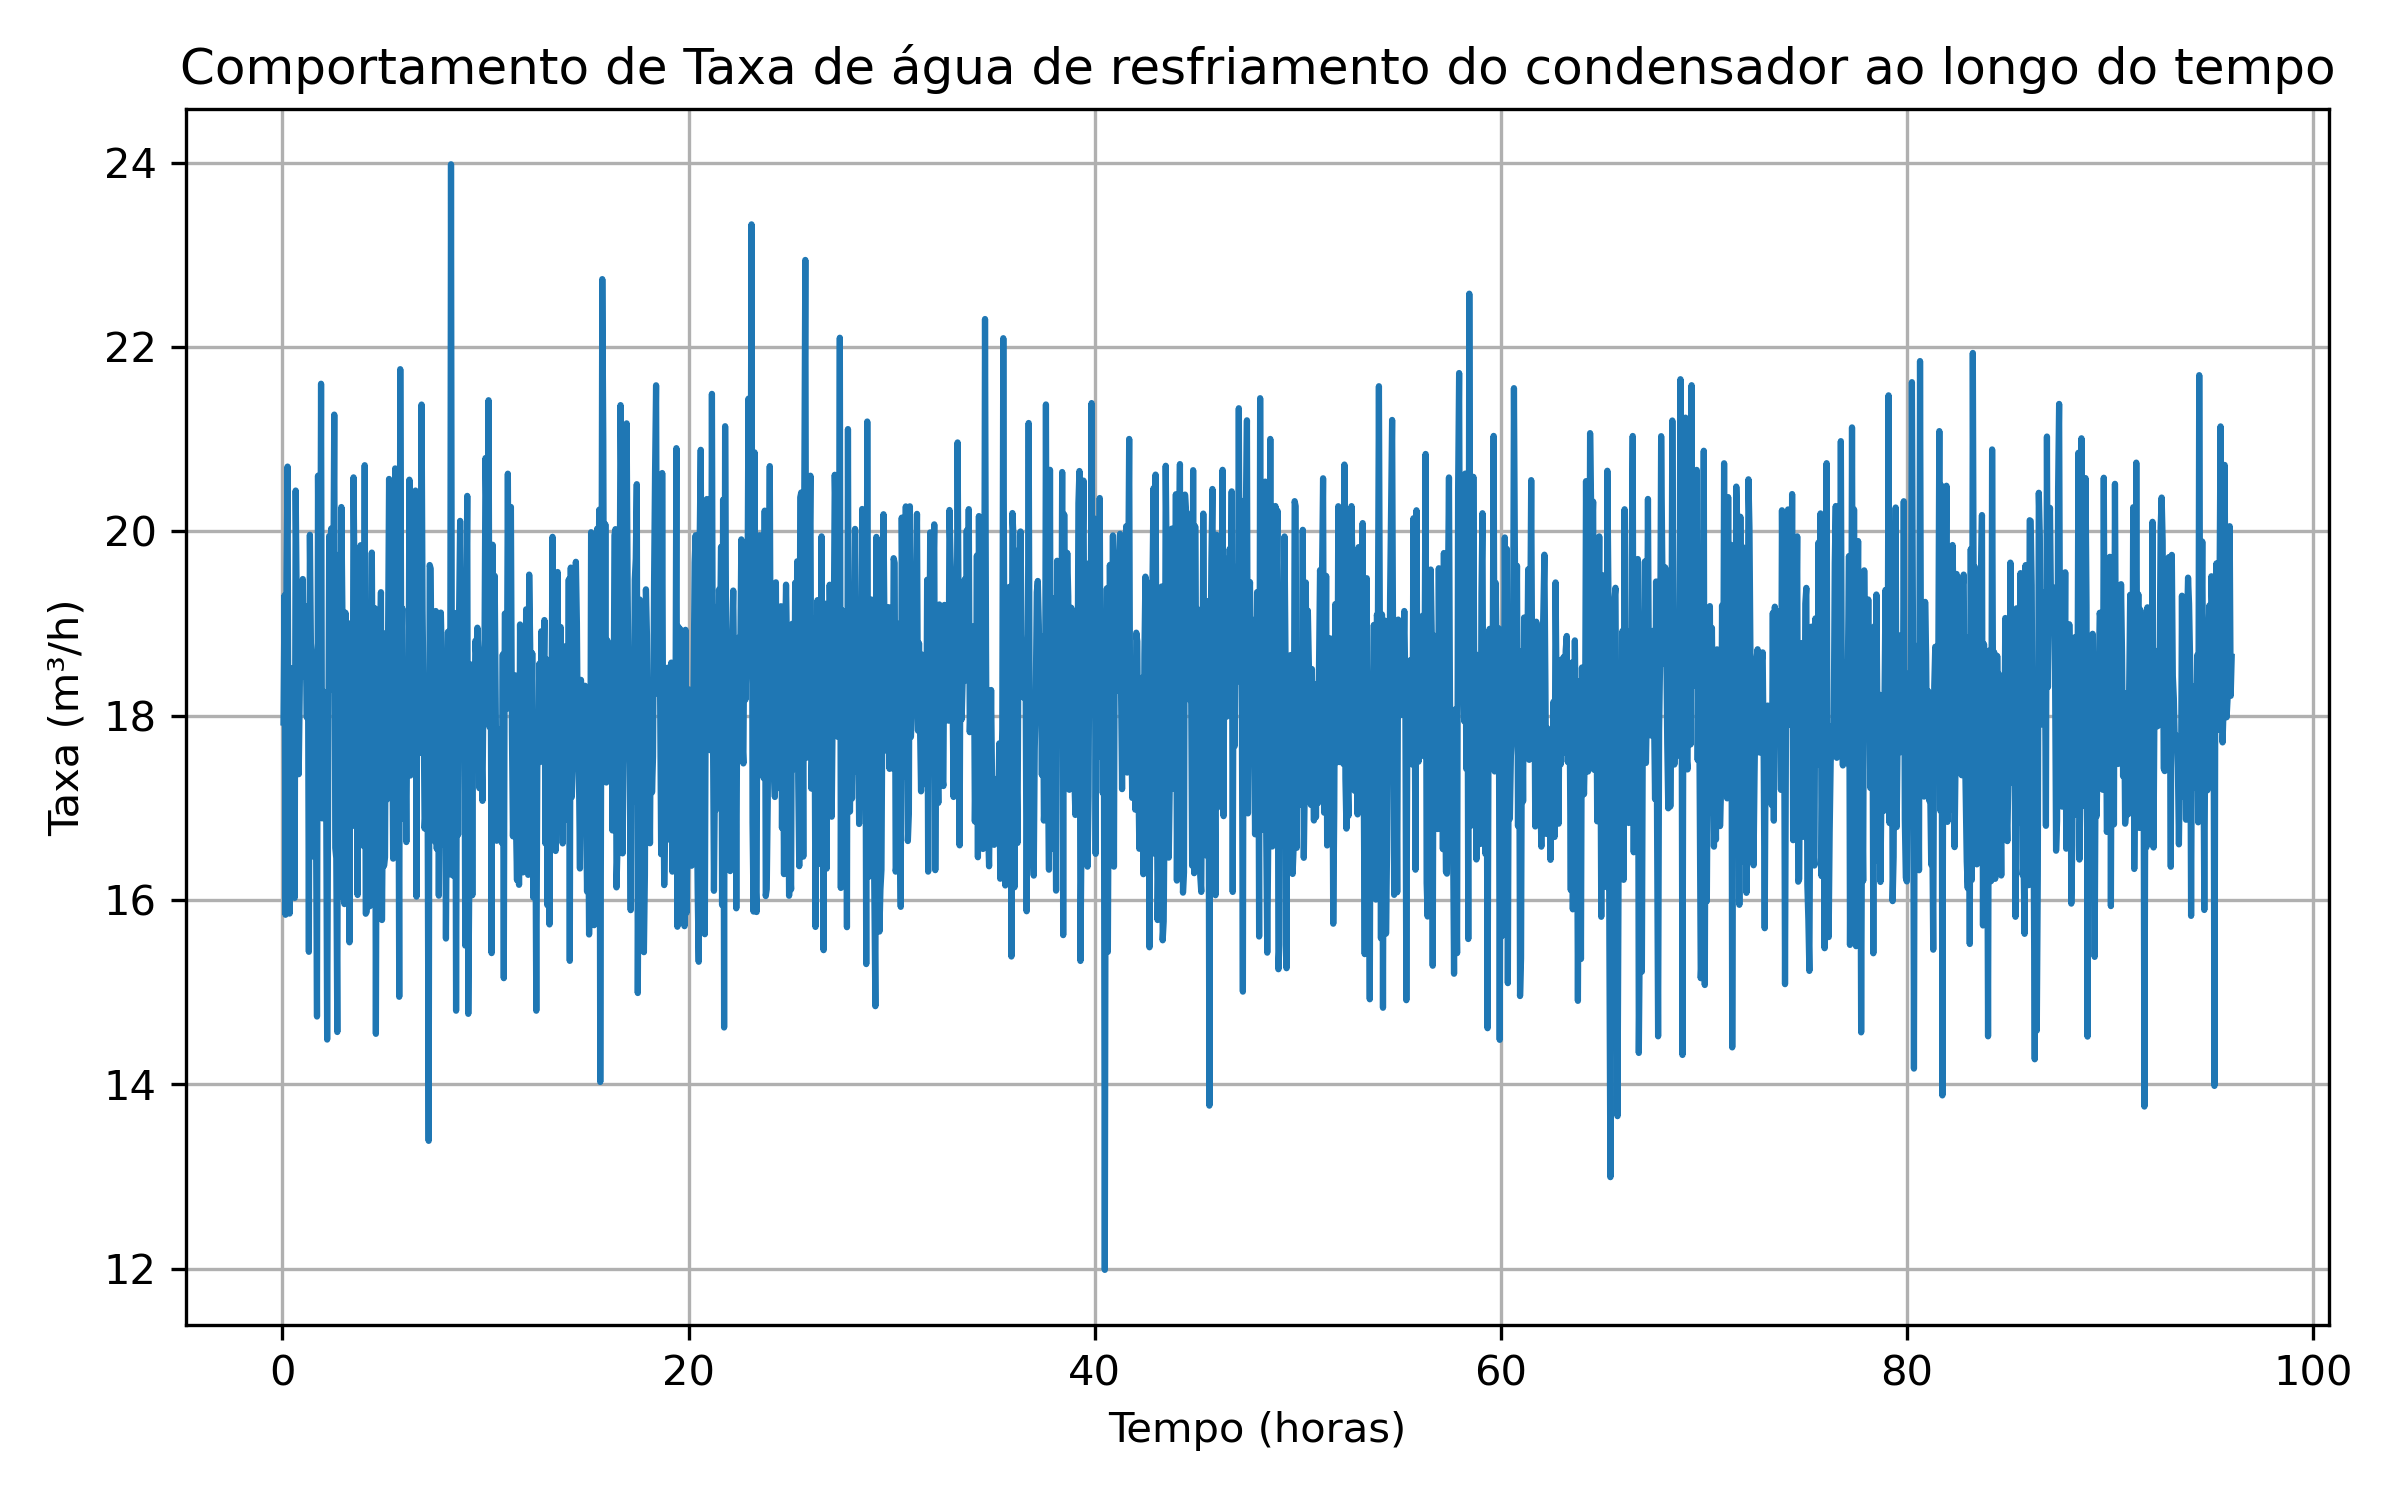 Comportamento de Taxa de água de resfriamento do condensador ao longo do tempo
24
22
20
18
16
14
12
Taxa (m³/h)
0 20 40 60 80 100
Tempo (horas)